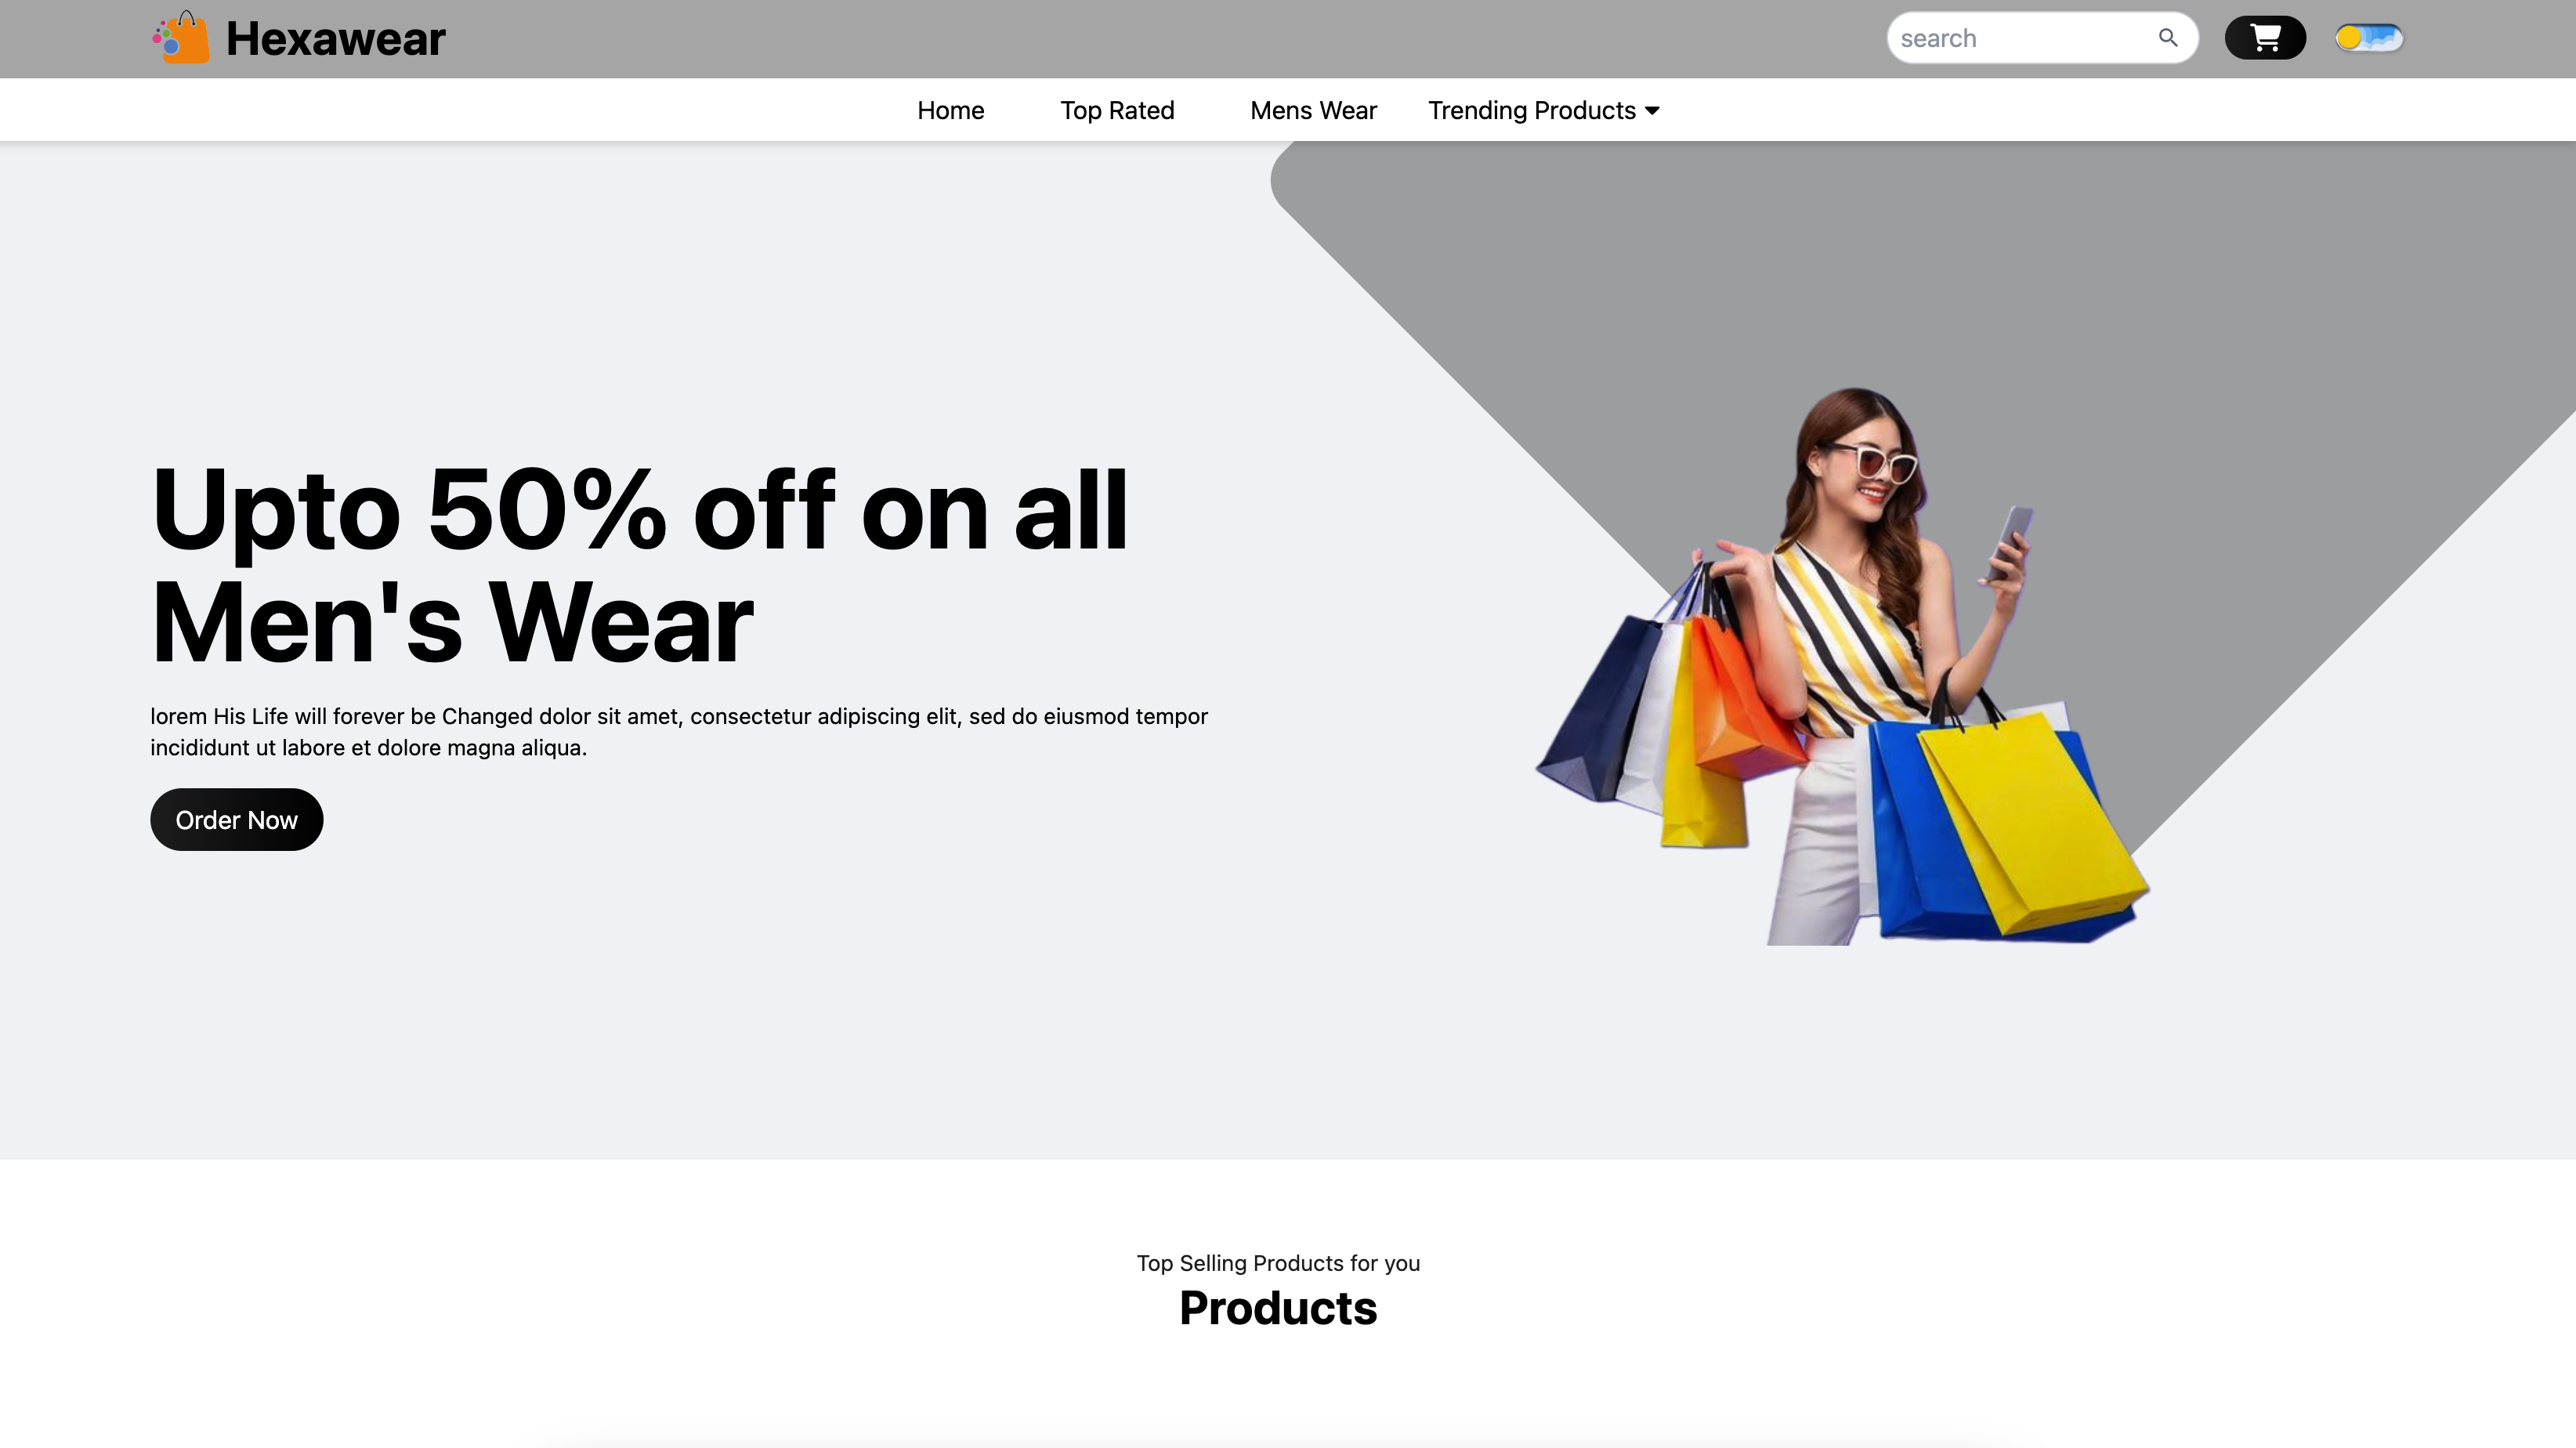 Hexawear
search
Home
Top Rated
Mens Wear
Trending Products
Upto 50% off on all
Men's Wear
lorem His Life will forever be Changed dolor sit amet, consectetur adipiscing elit, sed do eiusmod tempor
incididunt ut labore et dolore magna aliqua.
Order Now
Top Selling Products for you
Products